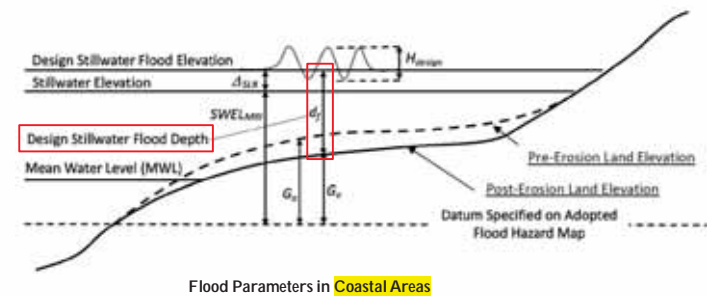 Design Stillwater Flood Elevation
H_design
Stillwater Elevation
Δ_SLR
SWEL_MRI
d_f
Design Stillwater Flood Depth
Mean Water Level (MWL)
Pre-Erosion Land Elevation
G_o
G_e
Post-Erosion Land Elevation
Datum Specified on Adopted
Flood Hazard Map
Flood Parameters in Coastal Areas